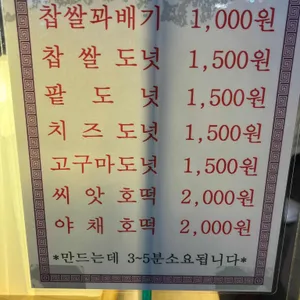 찹쌀꽈배기 1,000원
찹쌀도넛 1,500원
팥도넛 1,500원
치즈도넛 1,500원
고구마도넛 1,500원
씨앗호떡 2,000원
야채호떡 2,000원
*만드는데 3-5분소요됩니다*